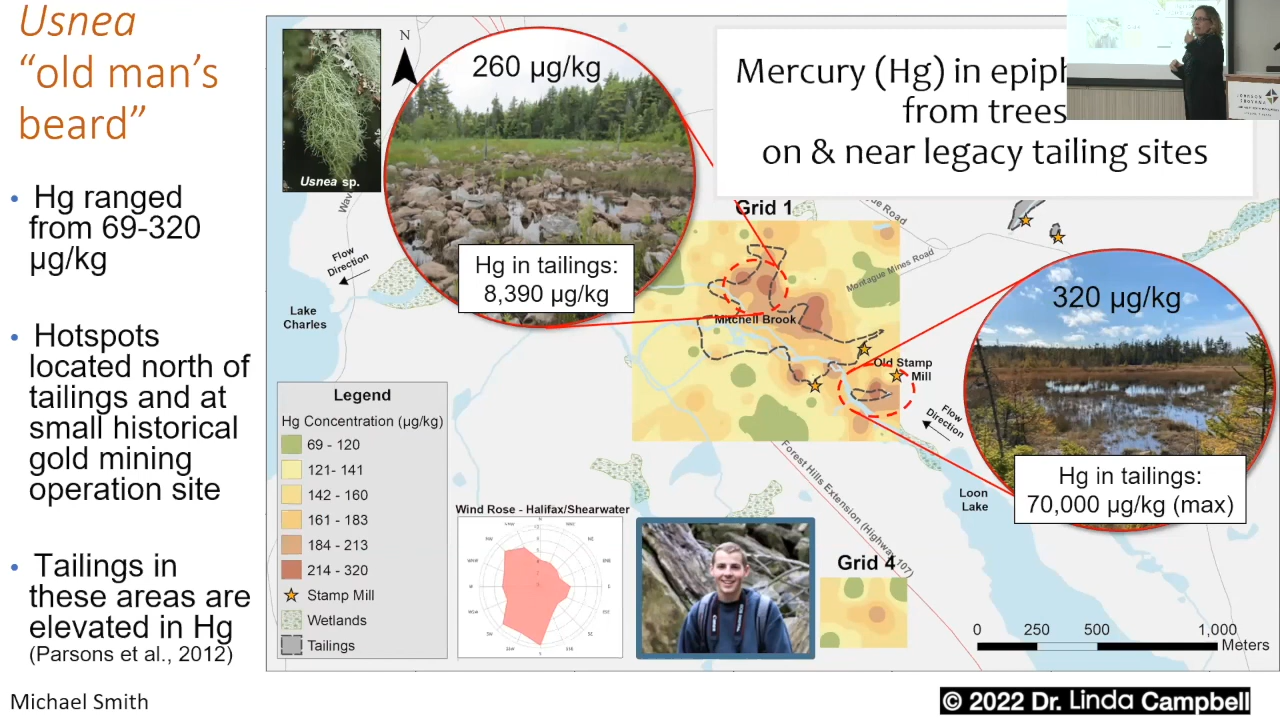 Usnea
“old man’s
beard”
• Hg ranged
from 69-320
µg/kg
• Hotspots
located north of
tailings and at
small historical
gold mining
operation site
• Tailings in
these areas are
elevated in Hg
(Parsons et al., 2012)
Michael Smith
Usnea sp.
N
260 µg/kg
Hg in tailings:
8,390 µg/kg
Mercury (Hg) in
from trees
on & near legacy tailing sites
Flow
Direction
Lake
Charles
Grid 1
Montague Mines Road
Mitchell Brook
Old Stamp
Mill
Flow
Direction
320 µg/kg
Hg in tailings:
70,000 µg/kg (max)
Loon
Lake
Forest Hills Extension (Highway 107)
Legend
Hg Concentration (µg/kg)
69 - 120
121- 141
142 - 160
161 - 183
184 - 213
214 - 320
Stamp Mill
Wetlands
Tailings
Wind Rose - Halifax/Shearwater
Grid 4
0 250 500 1,000
Meters
© 2022 Dr. Linda Campbell